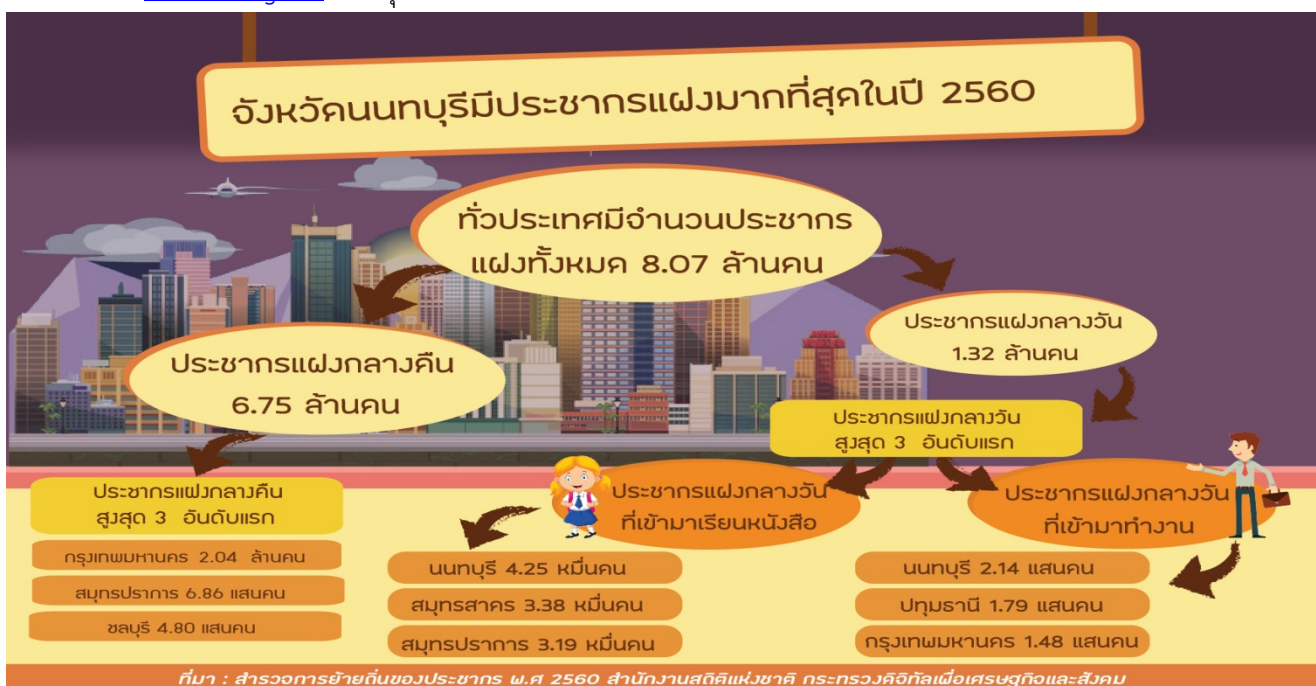 จังหวัดนนทบุรีมีประชากรแฝงมากที่สุดในปี 2560
ทั่วประเทศมีจำนวนประชากร
แฝงทั้งหมด 8.07 ล้านคน
ประชากรแฝงกลางคืน
6.75 ล้านคน
ประชากรแฝงกลางวัน
1.32 ล้านคน
ประชากรแฝงกลางวัน
สูงสุด 3 อันดับแรก
ประชากรแฝงกลางคืน
สูงสุด 3 อันดับแรก
กรุงเทพมหานคร 2.04 ล้านคน
สมุทรปราการ 6.86 แสนคน
ชลบุรี 4.80 แสนคน
ประชากรแฝงกลางวัน
ที่เข้ามาเรียนหนังสือ
นนทบุรี 4.25 หมื่นคน
สมุทรสาคร 3.38 หมื่นคน
สมุทรปราการ 3.19 หมื่นคน
ประชากรแฝงกลางวัน
ที่เข้ามาทำงาน
นนทบุรี 2.14 แสนคน
ปทุมธานี 1.79 แสนคน
กรุงเทพมหานคร 1.48 แสนคน
ที่มา : สำรวจการย้ายถิ่นของประชากร พ.ศ 2560 สำนักงานสถิติแห่งชาติ กระทรวงดิจิทัลเพื่อเศรษฐกิจและสังคม